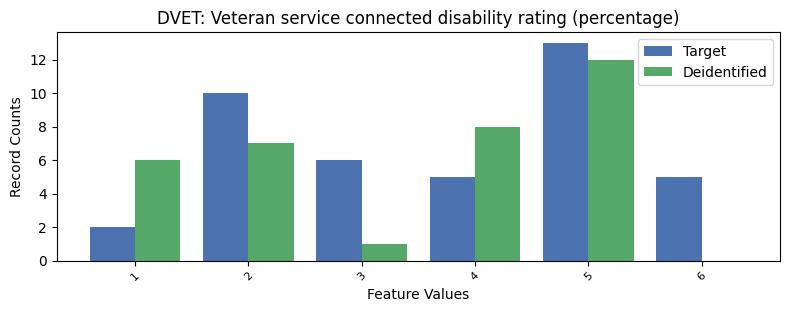 DVET: Veteran service connected disability rating (percentage)
Target
Deidentified
Record Counts
12
10
8
6
4
2
0
1 2 3 4 5 6
Feature Values